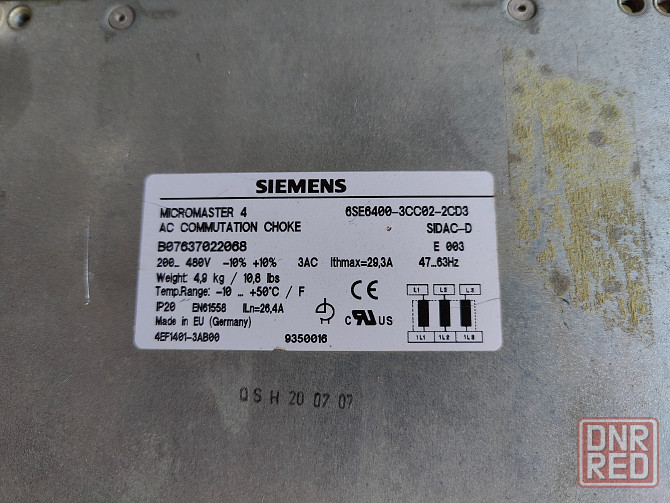 SIEMENS
MICROMASTER 4 6SE6400-3CC02-2CD3
AC COMMUTATION CHOKE SIDAC-D
B07637022068 E 003
200... 480V -10% +10% 3AC Ithmax=29,3A 47...63Hz
Weight: 4,9 kg / 10,8 lbs
Temp.Range: -10 ... +50°C / F
IP20 EN61558 ILn=26,4A
Made in EU (Germany)
4EF1401-3AB00 9350016
CE
C UR US
L1 L2 L3
1L1 1L2 1L3
QSH 20 07 07
DNR
RED